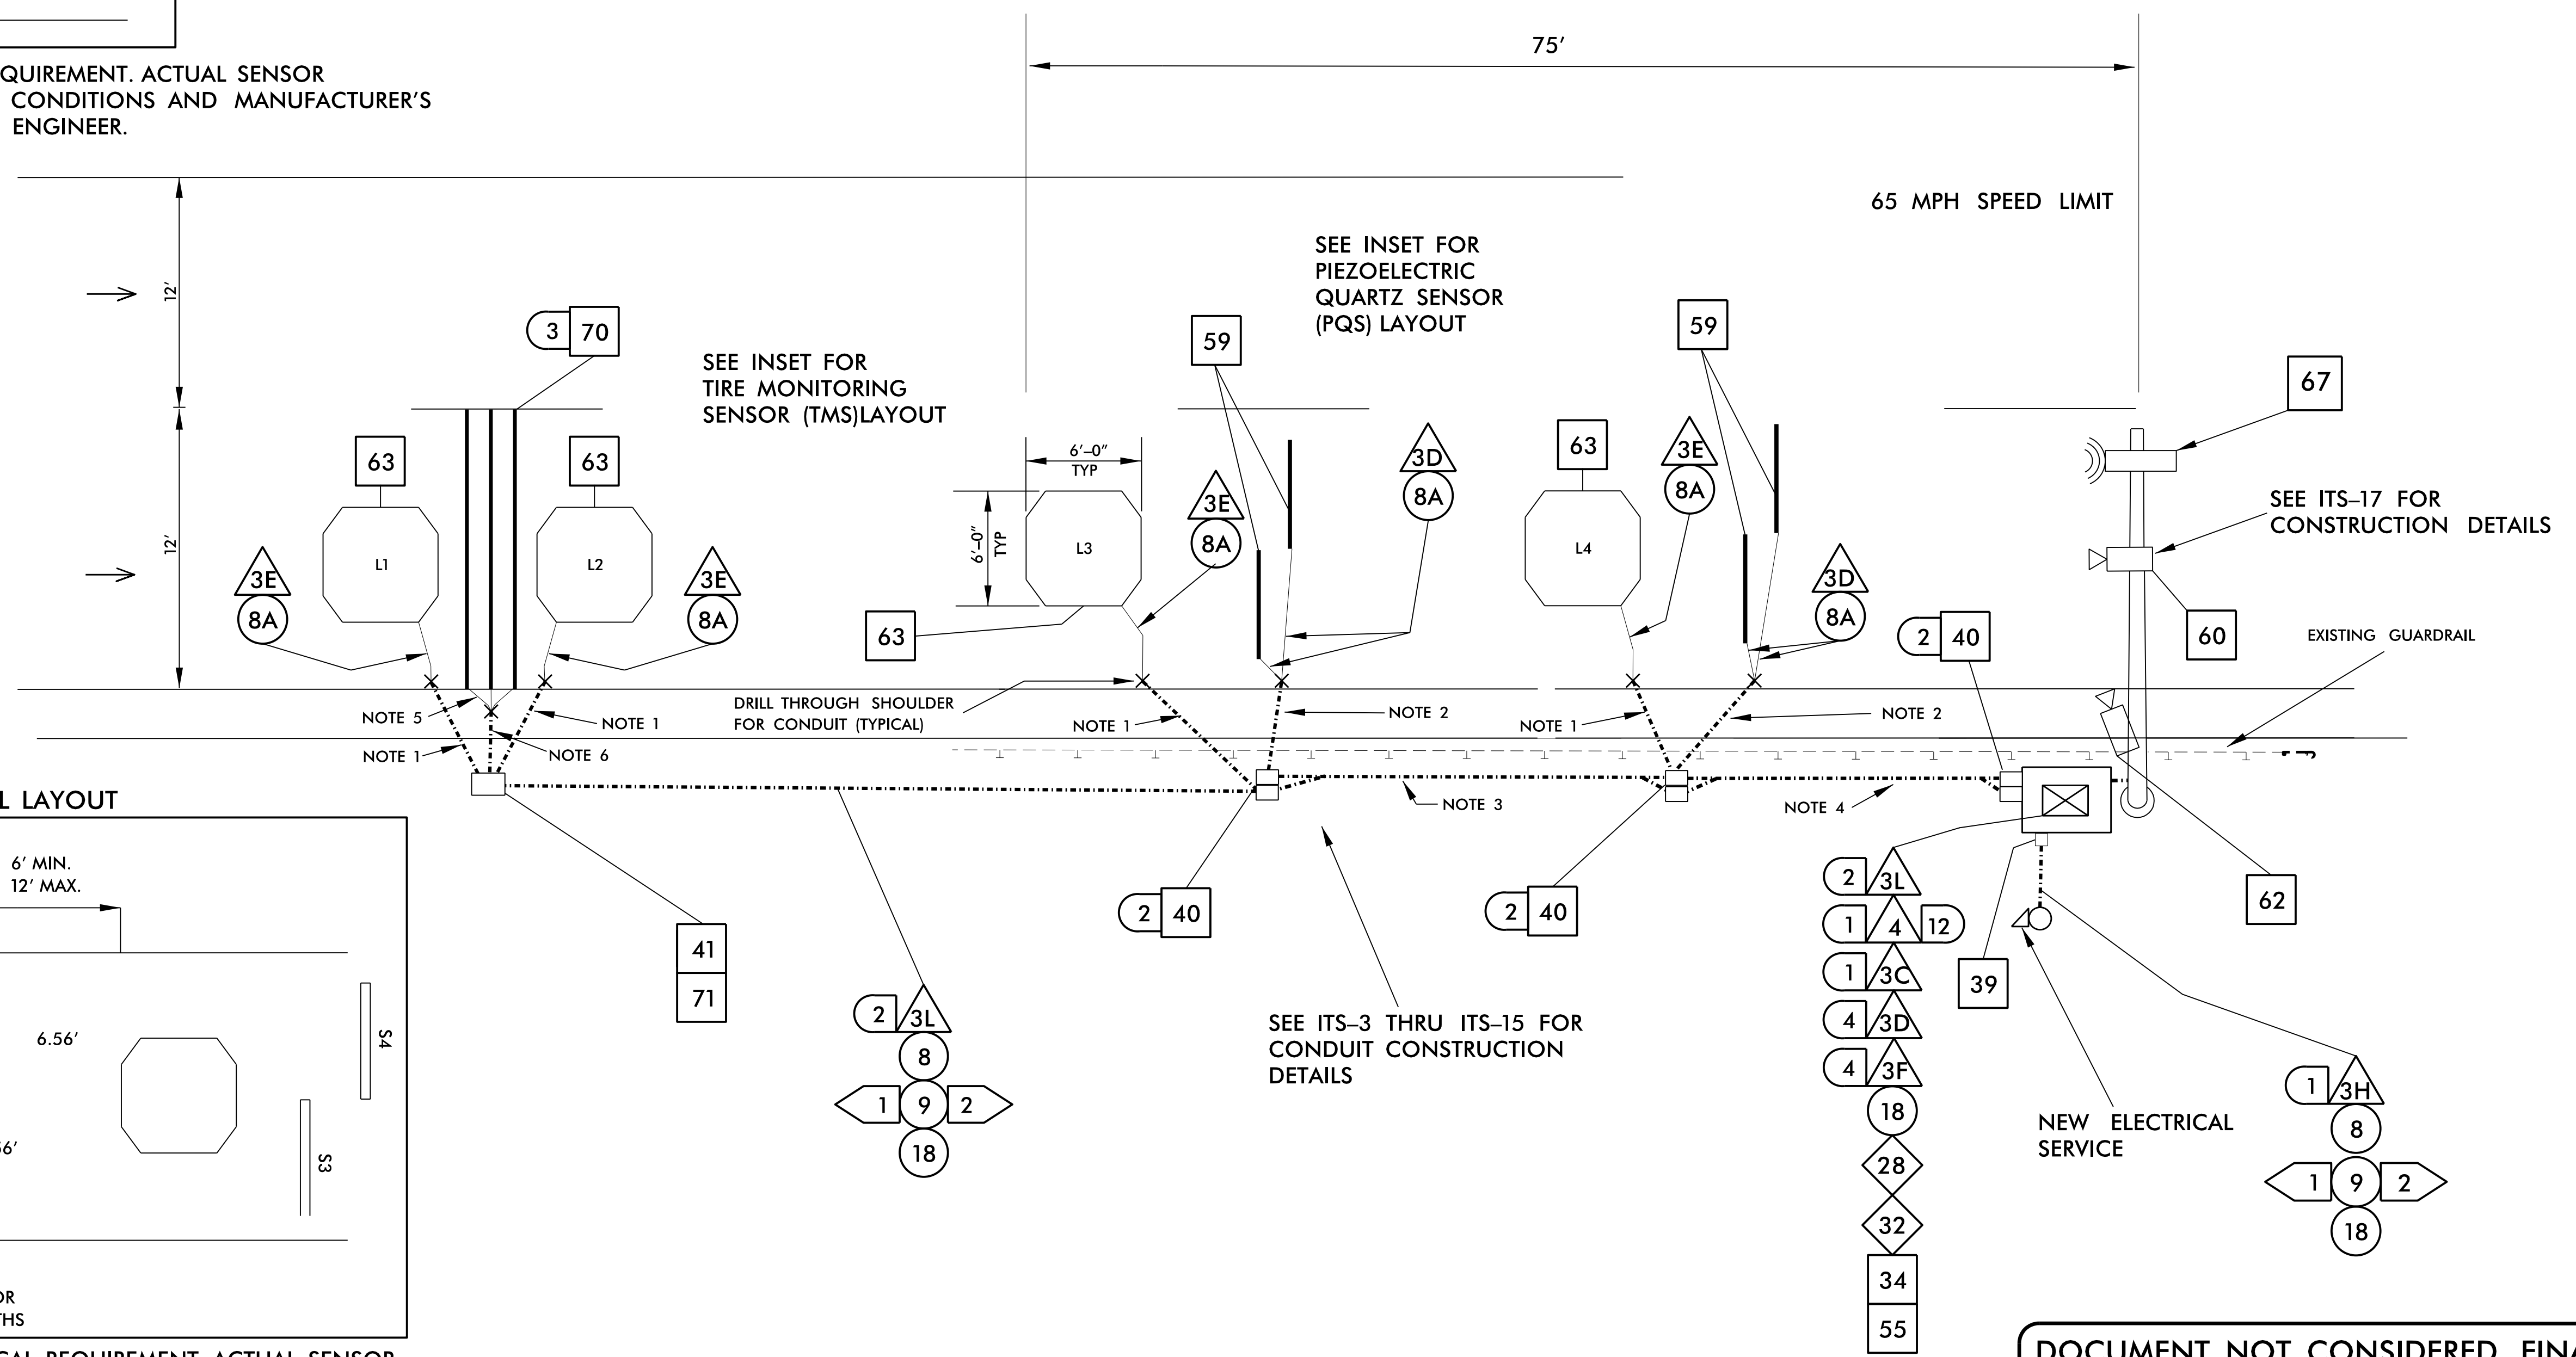 75'
QUIREMENT. ACTUAL SENSOR
CONDITIONS AND MANUFACTURER'S
ENGINEER.
65 MPH SPEED LIMIT
12'
12'
SEE INSET FOR
PIEZOELECTRIC
QUARTZ SENSOR
(PQS) LAYOUT
3 70
SEE INSET FOR
TIRE MONITORING
SENSOR (TMS)LAYOUT
59
59
67
63
63
63
6'–0"
TYP
6'–0"
TYP
3E
8A
3D
8A
3E
8A
SEE ITS–17 FOR
CONSTRUCTION DETAILS
L1
L2
L3
L4
3E
8A
3E
8A
3D
8A
63
2 40
60
EXISTING GUARDRAIL
DRILL THROUGH SHOULDER
FOR CONDUIT (TYPICAL)
NOTE 5
NOTE 1
NOTE 1
NOTE 6
NOTE 1
NOTE 2
NOTE 1
NOTE 2
NOTE 3
NOTE 4
L LAYOUT
6' MIN.
12' MAX.
6.56'
S4
S3
56'
OR
THS
41
71
2 3L
8
1 9 2
18
2 40
2 40
SEE ITS–3 THRU ITS–15 FOR
CONDUIT CONSTRUCTION
DETAILS
2 3L
1 4 12
1 3C
4 3D
4 3F
18
28
32
34
55
39
62
NEW ELECTRICAL
SERVICE
1 3H
8
1 9 2
18
CAL REQUIREMENT. ACTUAL SENSOR
DOCUMENT NOT CONSIDERED FINA